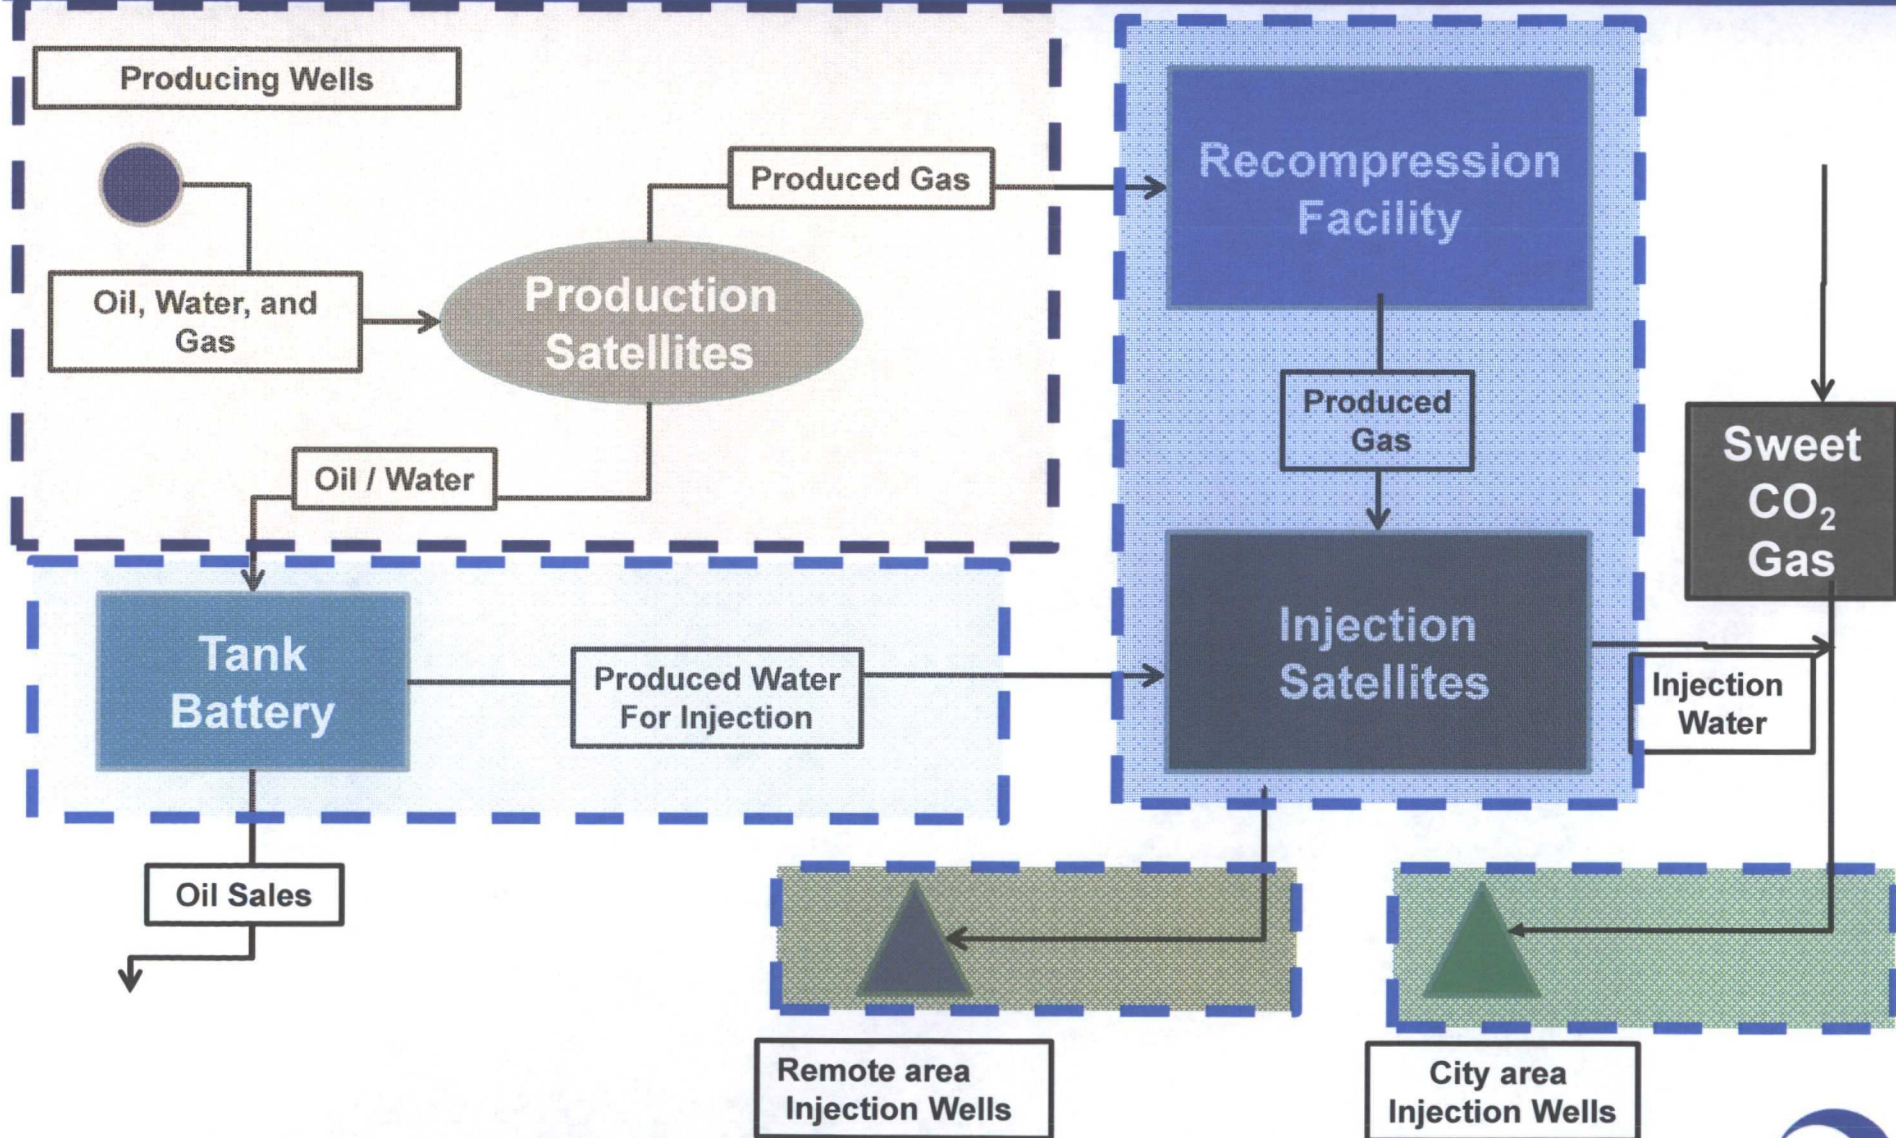 Producing Wells
Produced Gas
Recompression
Facility
Oil, Water, and
Gas
Production
Satellites
Produced
Gas
Sweet
CO₂
Gas
Oil / Water
Tank
Battery
Produced Water
For Injection
Injection
Satellites
Injection
Water
Oil Sales
Remote area
Injection Wells
City area
Injection Wells